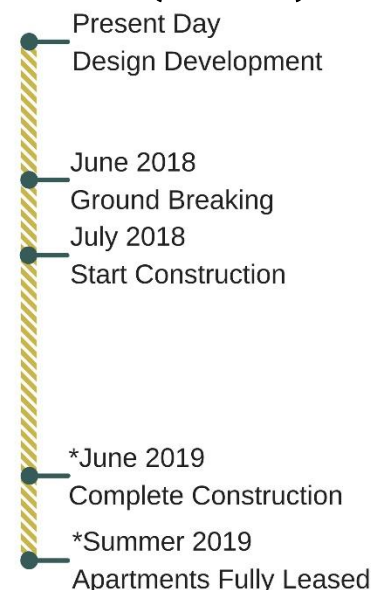 Present Day
Design Development
June 2018
Ground Breaking
July 2018
Start Construction
*June 2019
Complete Construction
*Summer 2019
Apartments Fully Leased